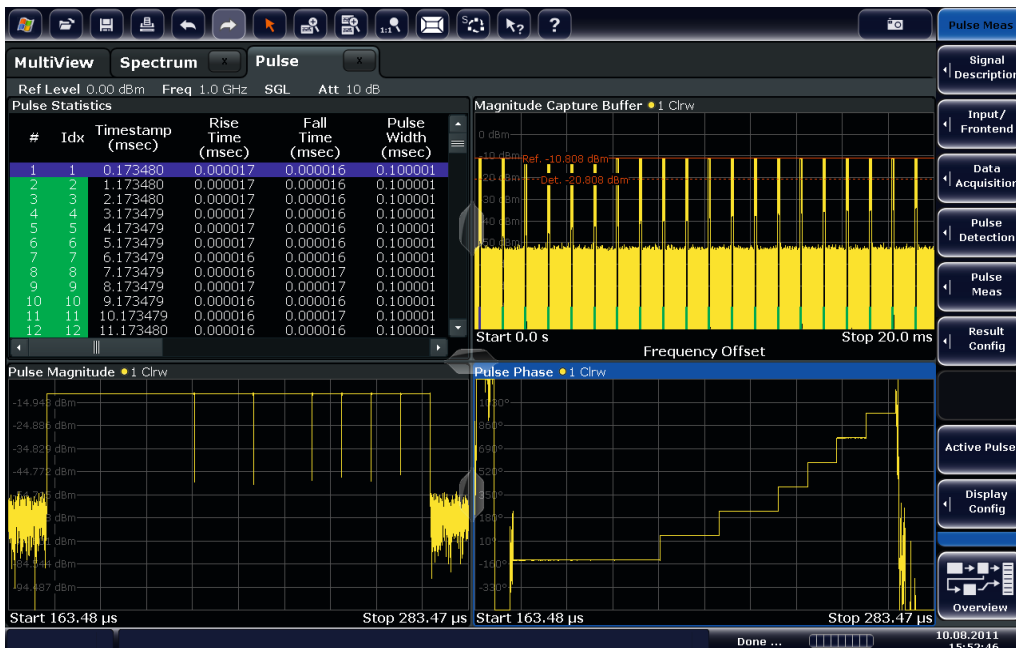 1:1
S
?
?
Pulse Meas
MultiView
Spectrum
x
Pulse
x
Ref Level 0.00 dBm Freq 1.0 GHz SGL Att 10 dB
Signal
Description
Input/
Frontend
Data
Acquisition
Pulse
Detection
Pulse
Meas
Result
Config
Active Pulse
Display
Config
Overview
Pulse Statistics
# Idx Timestamp (msec) Rise Time (msec) Fall Time (msec) Pulse Width (msec)
1 1 0.173480 0.000017 0.000016 0.100001
2 2 1.173480 0.000017 0.000016 0.100001
3 3 2.173480 0.000017 0.000016 0.100001
4 4 3.173479 0.000017 0.000016 0.100001
5 5 4.173479 0.000017 0.000016 0.100001
6 6 5.173479 0.000017 0.000016 0.100001
7 7 6.173479 0.000016 0.000016 0.100001
8 8 7.173479 0.000016 0.000017 0.100001
9 9 8.173479 0.000017 0.000016 0.100001
10 10 9.173479 0.000016 0.000016 0.100001
11 11 10.173479 0.000016 0.000017 0.100001
12 12 11.173480 0.000016 0.000016 0.100001
Magnitude Capture Buffer 1 Clrw
0 dBm
Ref. -10.808 dBm
Det. -20.808 dBm
Start 0.0 s
Stop 20.0 ms
Frequency Offset
Pulse Magnitude 1 Clrw
-24.886 dBm
-34.829 dBm
-44.772 dBm
Start 163.48 µs
Stop 283.47 µs
Pulse Phase 1 Clrw
10°
-160°
-330°
Start 163.48 µs
Stop 283.47 µs
Done ...
10.08.2011
15:52:46